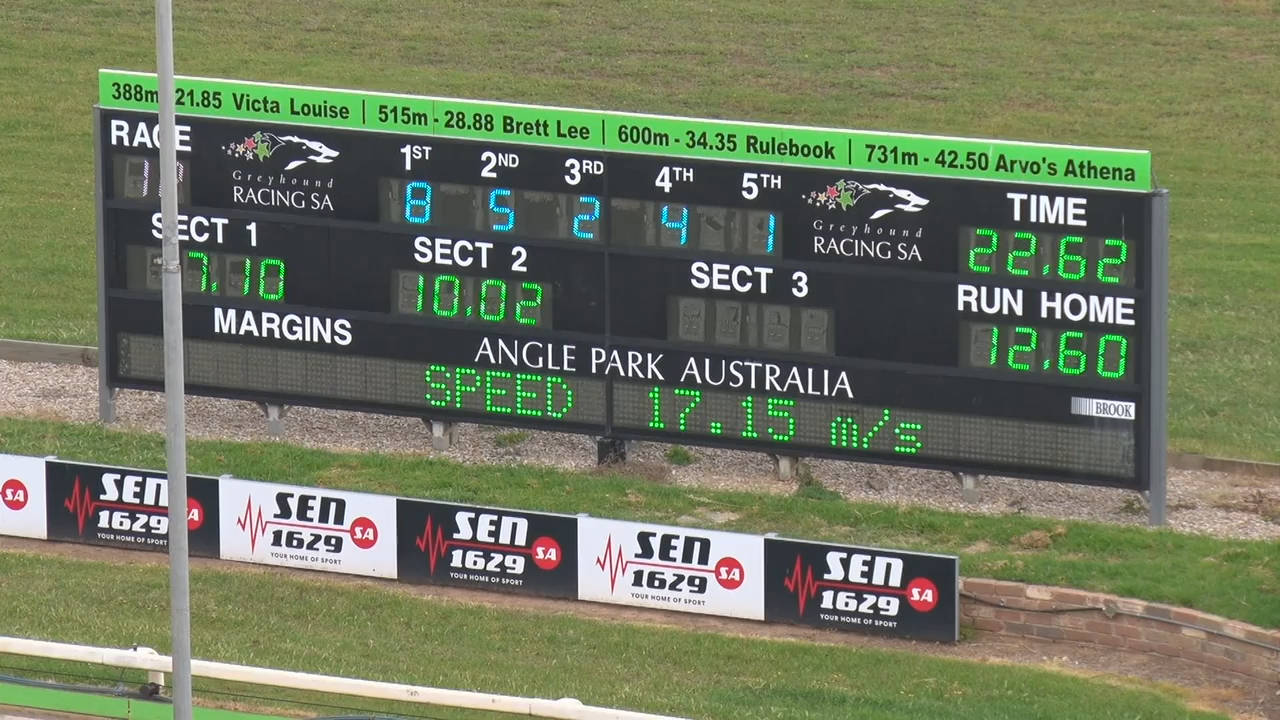 388m 21.85 Victa Louise | 515m - 28.88 Brett Lee | 600m - 34.35 Rulebook | 731m - 42.50 Arvo's Athena
RACE
Greyhound
RACING SA
1ST 2ND 3RD 4TH 5TH
8 5 2 4 1
Greyhound
RACING SA
TIME
22.62
SECT 1
7.10
SECT 2
10.02
SECT 3
RUN HOME
12.60
MARGINS
ANGLE PARK AUSTRALIA
SPEED 17.15 m/s
BROOK
SA
SEN
1629 SA
YOUR HOME OF SPORT
SEN
1629 SA
YOUR HOME OF SPORT
SEN
1629 SA
YOUR HOME OF SPORT
SEN
1629 SA
YOUR HOME OF SPORT
SEN
1629 SA
YOUR HOME OF SPORT